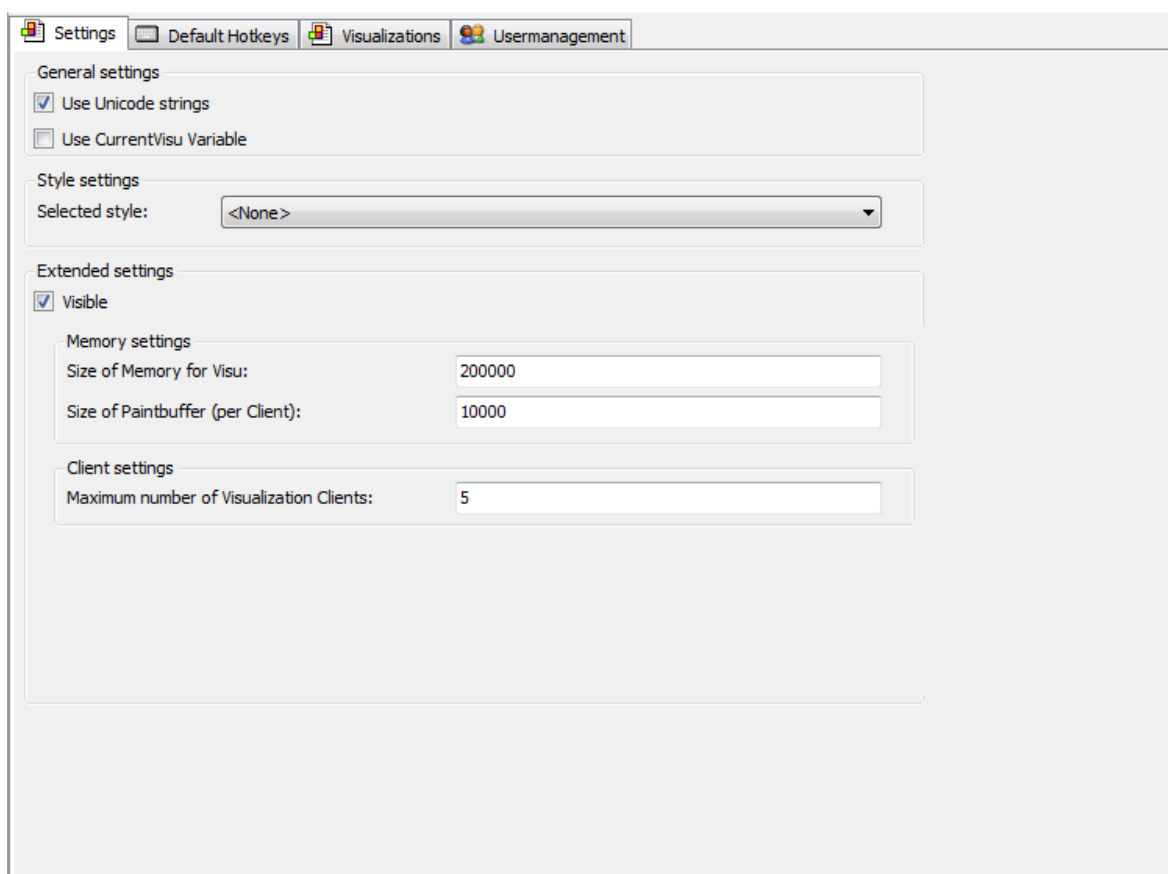 Settings Default Hotkeys Visualizations Usermanagement
General settings
Use Unicode strings
Use CurrentVisu Variable
Style settings
Selected style: <None>
Extended settings
Visible
Memory settings
Size of Memory for Visu: 200000
Size of Paintbuffer (per Client): 10000
Client settings
Maximum number of Visualization Clients: 5